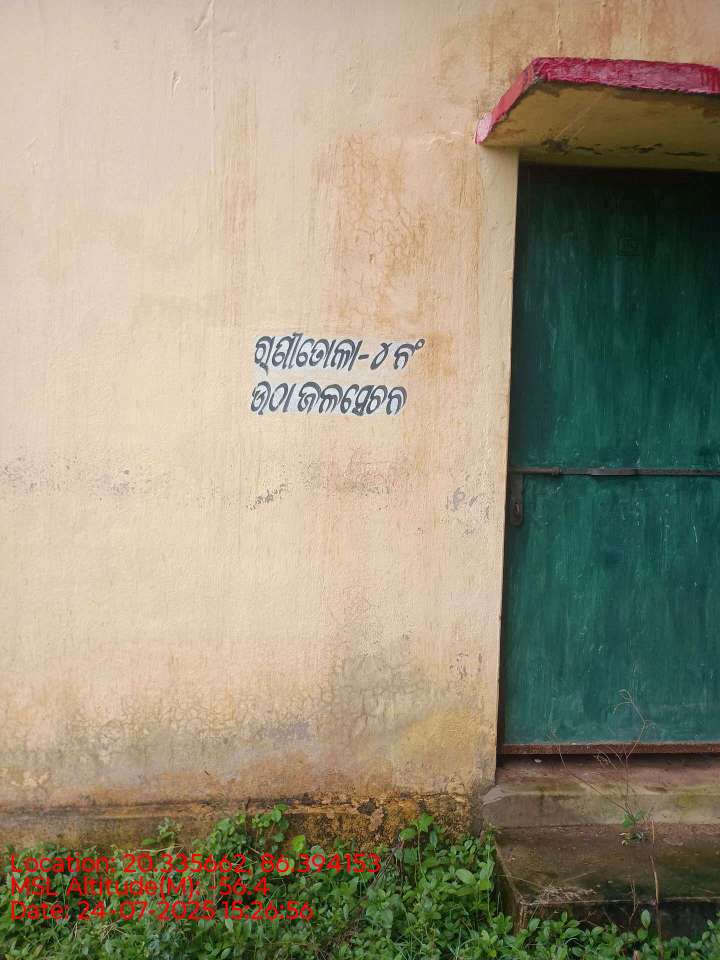 ରାଣୀତୋଳା-୪ ନଂ
ଉଠା ଜଳସେଚନ
Location: 20.335662, 86.394153
MSL Altitude(M): -56.4
Date: 24-07-2025 15:26:56